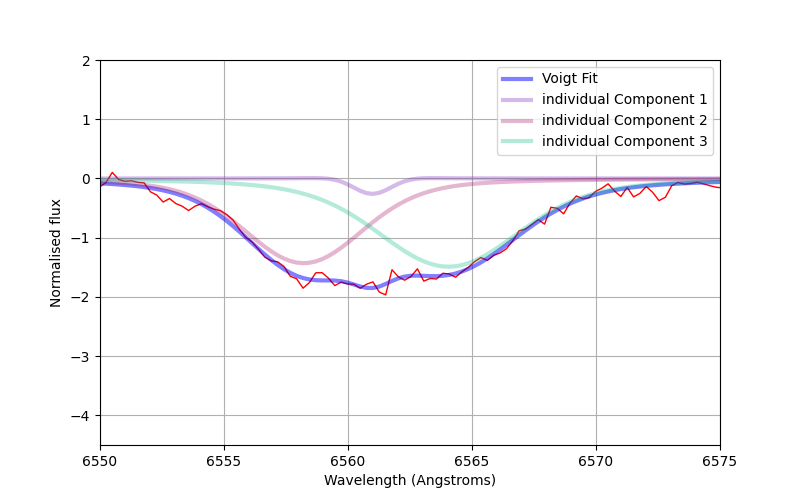 2
1
0
−1
−2
−3
−4
Normalised flux
Voigt Fit
individual Component 1
individual Component 2
individual Component 3
6550 6555 6560 6565 6570 6575
Wavelength (Angstroms)